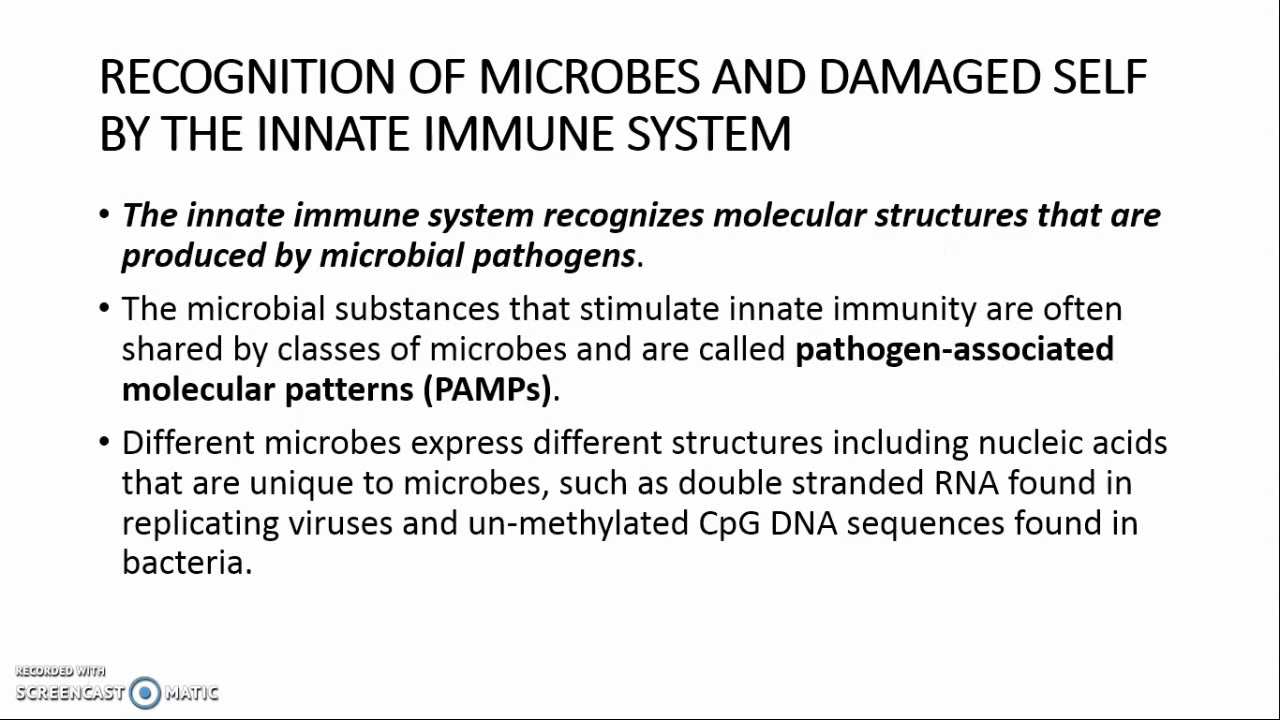 RECOGNITION OF MICROBES AND DAMAGED SELF
BY THE INNATE IMMUNE SYSTEM
• The innate immune system recognizes molecular structures that are
produced by microbial pathogens.
• The microbial substances that stimulate innate immunity are often
shared by classes of microbes and are called pathogen-associated
molecular patterns (PAMPs).
• Different microbes express different structures including nucleic acids
that are unique to microbes, such as double stranded RNA found in
replicating viruses and un-methylated CpG DNA sequences found in
bacteria.
RECORDED WITH
SCREENCAST MATIC